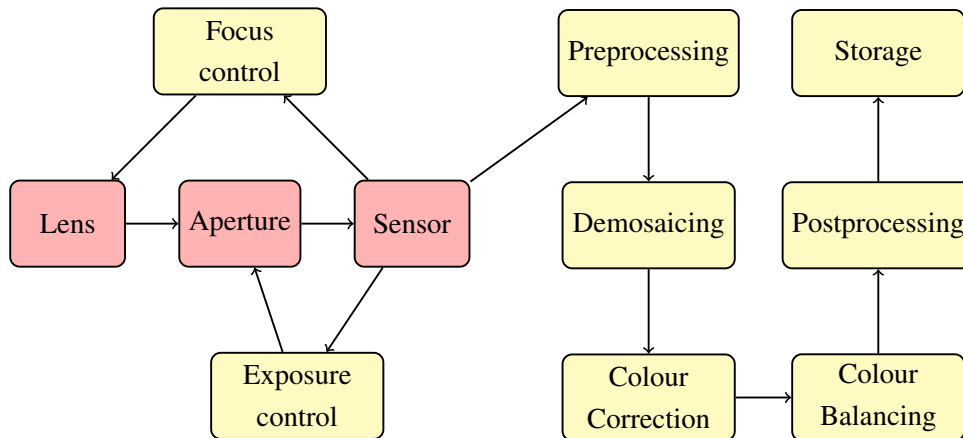 Focus
control
Preprocessing
Storage
Lens
Aperture
Sensor
Demosaicing
Postprocessing
Exposure
control
Colour
Correction
Colour
Balancing